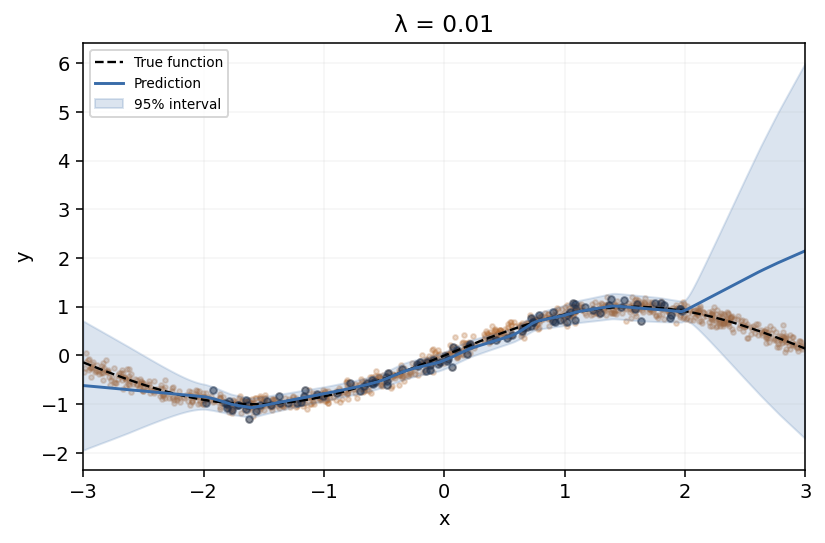 λ = 0.01
True function
Prediction
95% interval
6
5
4
3
2
1
0
−1
−2
y
−3 −2 −1 0 1 2 3
x